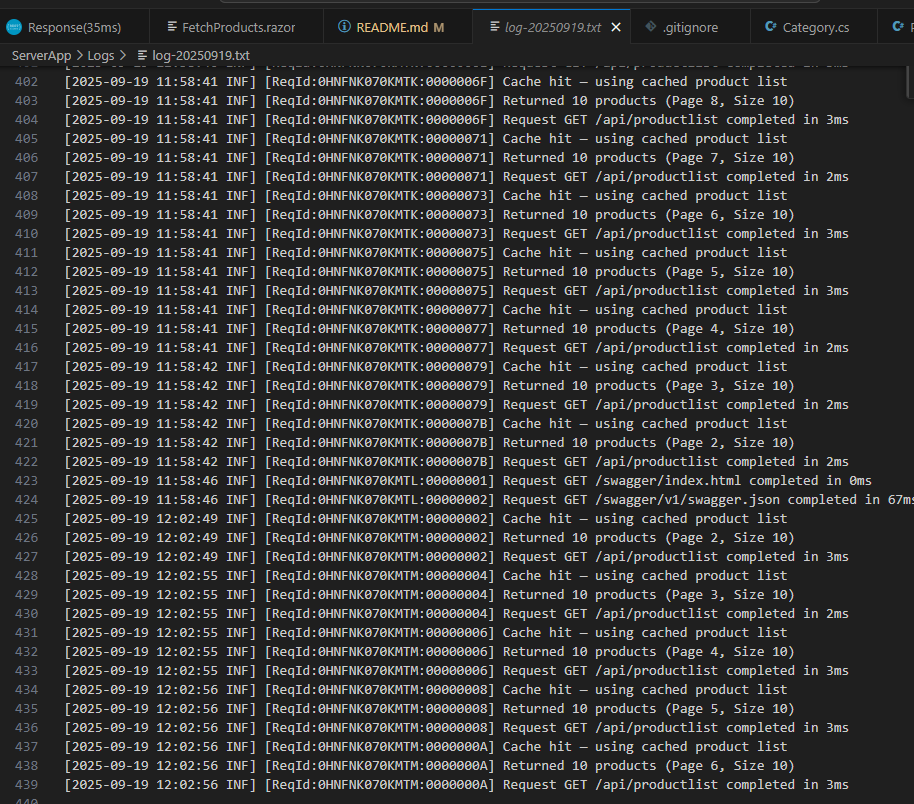 Response(35ms)
FetchProducts.razor
README.md M
log-20250919.txt
.gitignore
Category.cs
ServerApp > Logs > log-20250919.txt
402 [2025-09-19 11:58:41 INF] [ReqId:0HNFNK070KMTK:0000006F] Cache hit — using cached product list
403 [2025-09-19 11:58:41 INF] [ReqId:0HNFNK070KMTK:0000006F] Returned 10 products (Page 8, Size 10)
404 [2025-09-19 11:58:41 INF] [ReqId:0HNFNK070KMTK:0000006F] Request GET /api/productlist completed in 3ms
405 [2025-09-19 11:58:41 INF] [ReqId:0HNFNK070KMTK:00000071] Cache hit — using cached product list
406 [2025-09-19 11:58:41 INF] [ReqId:0HNFNK070KMTK:00000071] Returned 10 products (Page 7, Size 10)
407 [2025-09-19 11:58:41 INF] [ReqId:0HNFNK070KMTK:00000071] Request GET /api/productlist completed in 2ms
408 [2025-09-19 11:58:41 INF] [ReqId:0HNFNK070KMTK:00000073] Cache hit — using cached product list
409 [2025-09-19 11:58:41 INF] [ReqId:0HNFNK070KMTK:00000073] Returned 10 products (Page 6, Size 10)
410 [2025-09-19 11:58:41 INF] [ReqId:0HNFNK070KMTK:00000073] Request GET /api/productlist completed in 3ms
411 [2025-09-19 11:58:41 INF] [ReqId:0HNFNK070KMTK:00000075] Cache hit — using cached product list
412 [2025-09-19 11:58:41 INF] [ReqId:0HNFNK070KMTK:00000075] Returned 10 products (Page 5, Size 10)
413 [2025-09-19 11:58:41 INF] [ReqId:0HNFNK070KMTK:00000075] Request GET /api/productlist completed in 3ms
414 [2025-09-19 11:58:41 INF] [ReqId:0HNFNK070KMTK:00000077] Cache hit — using cached product list
415 [2025-09-19 11:58:41 INF] [ReqId:0HNFNK070KMTK:00000077] Returned 10 products (Page 4, Size 10)
416 [2025-09-19 11:58:41 INF] [ReqId:0HNFNK070KMTK:00000077] Request GET /api/productlist completed in 2ms
417 [2025-09-19 11:58:42 INF] [ReqId:0HNFNK070KMTK:00000079] Cache hit — using cached product list
418 [2025-09-19 11:58:42 INF] [ReqId:0HNFNK070KMTK:00000079] Returned 10 products (Page 3, Size 10)
419 [2025-09-19 11:58:42 INF] [ReqId:0HNFNK070KMTK:00000079] Request GET /api/productlist completed in 2ms
420 [2025-09-19 11:58:42 INF] [ReqId:0HNFNK070KMTK:0000007B] Cache hit — using cached product list
421 [2025-09-19 11:58:42 INF] [ReqId:0HNFNK070KMTK:0000007B] Returned 10 products (Page 2, Size 10)
422 [2025-09-19 11:58:42 INF] [ReqId:0HNFNK070KMTK:0000007B] Request GET /api/productlist completed in 2ms
423 [2025-09-19 11:58:46 INF] [ReqId:0HNFNK070KMTL:00000001] Request GET /swagger/index.html completed in 0ms
424 [2025-09-19 11:58:46 INF] [ReqId:0HNFNK070KMTL:00000002] Request GET /swagger/v1/swagger.json completed in 67ms
425 [2025-09-19 12:02:49 INF] [ReqId:0HNFNK070KMTM:00000002] Cache hit — using cached product list
426 [2025-09-19 12:02:49 INF] [ReqId:0HNFNK070KMTM:00000002] Returned 10 products (Page 2, Size 10)
427 [2025-09-19 12:02:49 INF] [ReqId:0HNFNK070KMTM:00000002] Request GET /api/productlist completed in 3ms
428 [2025-09-19 12:02:55 INF] [ReqId:0HNFNK070KMTM:00000004] Cache hit — using cached product list
429 [2025-09-19 12:02:55 INF] [ReqId:0HNFNK070KMTM:00000004] Returned 10 products (Page 3, Size 10)
430 [2025-09-19 12:02:55 INF] [ReqId:0HNFNK070KMTM:00000004] Request GET /api/productlist completed in 2ms
431 [2025-09-19 12:02:55 INF] [ReqId:0HNFNK070KMTM:00000006] Cache hit — using cached product list
432 [2025-09-19 12:02:55 INF] [ReqId:0HNFNK070KMTM:00000006] Returned 10 products (Page 4, Size 10)
433 [2025-09-19 12:02:55 INF] [ReqId:0HNFNK070KMTM:00000006] Request GET /api/productlist completed in 3ms
434 [2025-09-19 12:02:56 INF] [ReqId:0HNFNK070KMTM:00000008] Cache hit — using cached product list
435 [2025-09-19 12:02:56 INF] [ReqId:0HNFNK070KMTM:00000008] Returned 10 products (Page 5, Size 10)
436 [2025-09-19 12:02:56 INF] [ReqId:0HNFNK070KMTM:00000008] Request GET /api/productlist completed in 3ms
437 [2025-09-19 12:02:56 INF] [ReqId:0HNFNK070KMTM:0000000A] Cache hit — using cached product list
438 [2025-09-19 12:02:56 INF] [ReqId:0HNFNK070KMTM:0000000A] Returned 10 products (Page 6, Size 10)
439 [2025-09-19 12:02:56 INF] [ReqId:0HNFNK070KMTM:0000000A] Request GET /api/productlist completed in 3ms